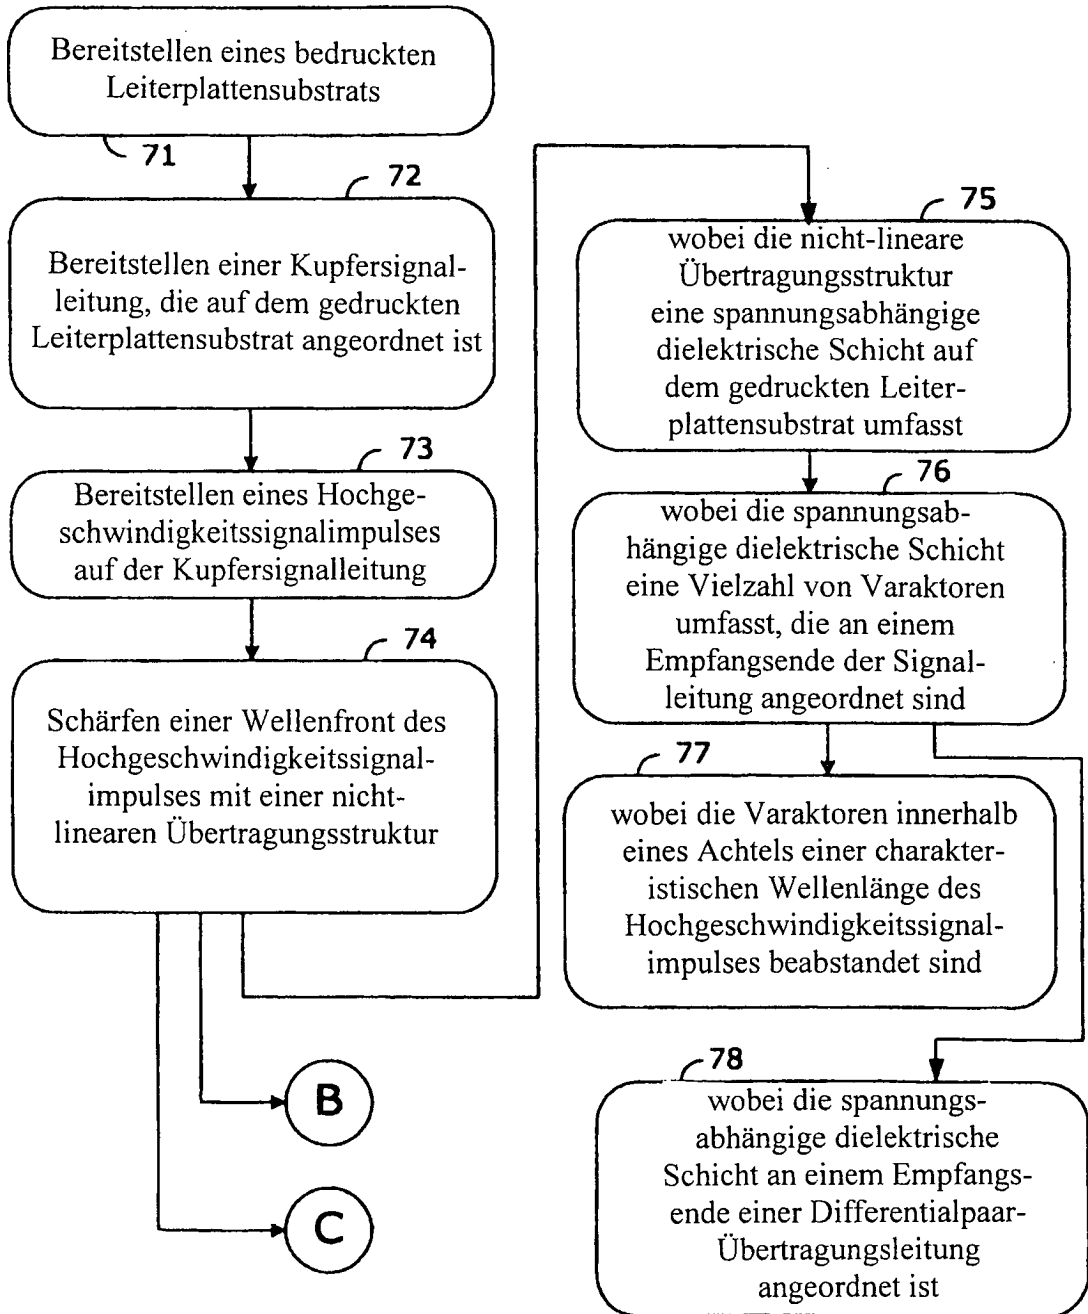 Bereitstellen eines bedruckten
Leiterplattensubstrats
71
72
Bereitstellen einer Kupfersignal-
leitung, die auf dem gedruckten
Leiterplattensubstrat angeordnet ist
73
Bereitstellen eines Hochge-
schwindigkeitssignalimpulses
auf der Kupfersignalleitung
74
Schärfen einer Wellenfront des
Hochgeschwindigkeitssignal-
impulses mit einer nicht-
linearen Übertragungsstruktur
B
C
75
wobei die nicht-lineare
Übertragungsstruktur
eine spannungsabhängige
dielektrische Schicht auf
dem gedruckten Leiter-
plattensubstrat umfasst
76
wobei die spannungsab-
hängige dielektrische Schicht
eine Vielzahl von Varaktoren
umfasst, die an einem
Empfangsende der Signal-
leitung angeordnet sind
77
wobei die Varaktoren innerhalb
eines Achtels einer charakter-
istischen Wellenlänge des
Hochgeschwindigkeitssignal-
impulses beabstandet sind
78
wobei die spannungs-
abhängige dielektrische
Schicht an einem Empfangs-
ende einer Differentialpaar-
Übertragungsleitung
angeordnet ist